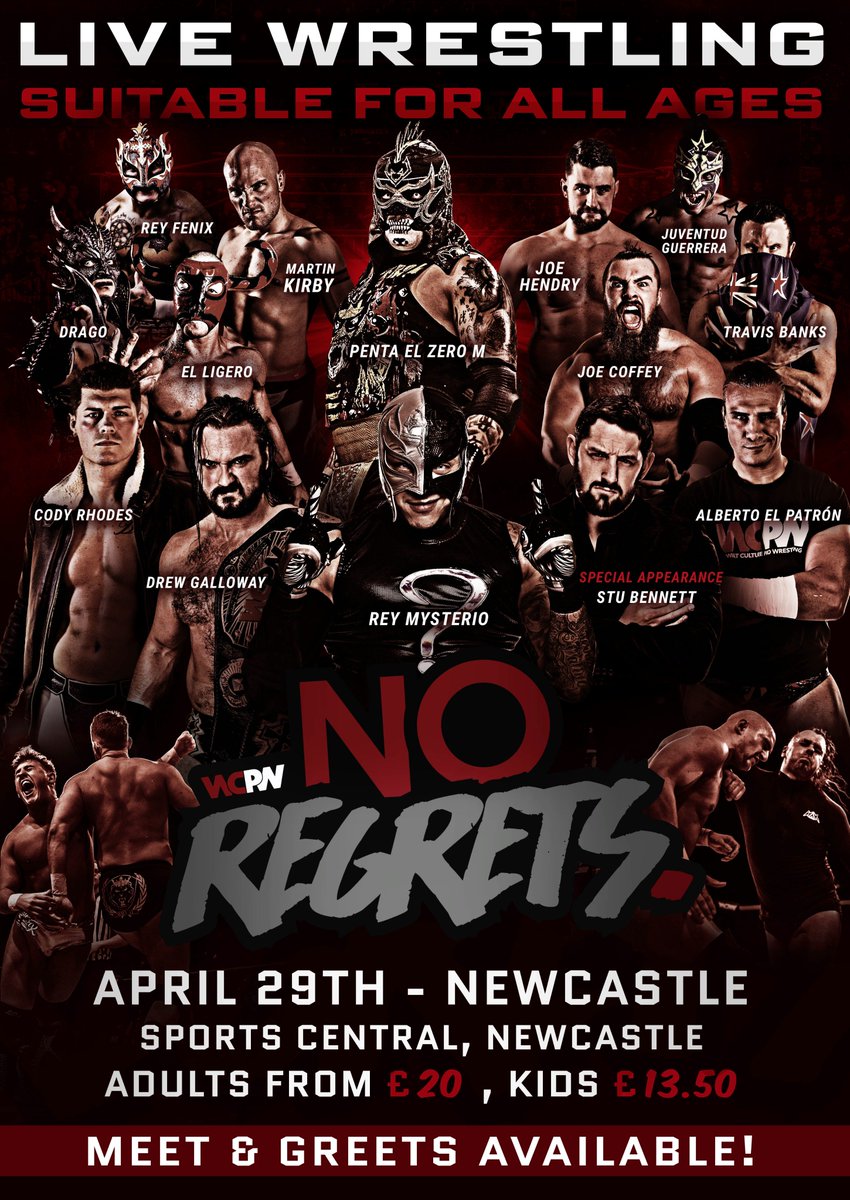 LIVE WRESTLING
SUITABLE FOR ALL AGES
REY FENIX
MARTIN
KIRBY
JOE
HENDRY
JUVENTUD
GUERRERA
DRAGO
EL LIGERO
PENTA EL ZERO M
JOE COFFEY
TRAVIS BANKS
CODY RHODES
DREW GALLOWAY
REY MYSTERIO
SPECIAL APPEARANCE
STU BENNETT
ALBERTO EL PATRÓN
WCPW
?
WCPW
NO
REGRETS.
APRIL 29TH - NEWCASTLE
SPORTS CENTRAL, NEWCASTLE
ADULTS FROM £20 , KIDS £13.50
MEET & GREETS AVAILABLE!